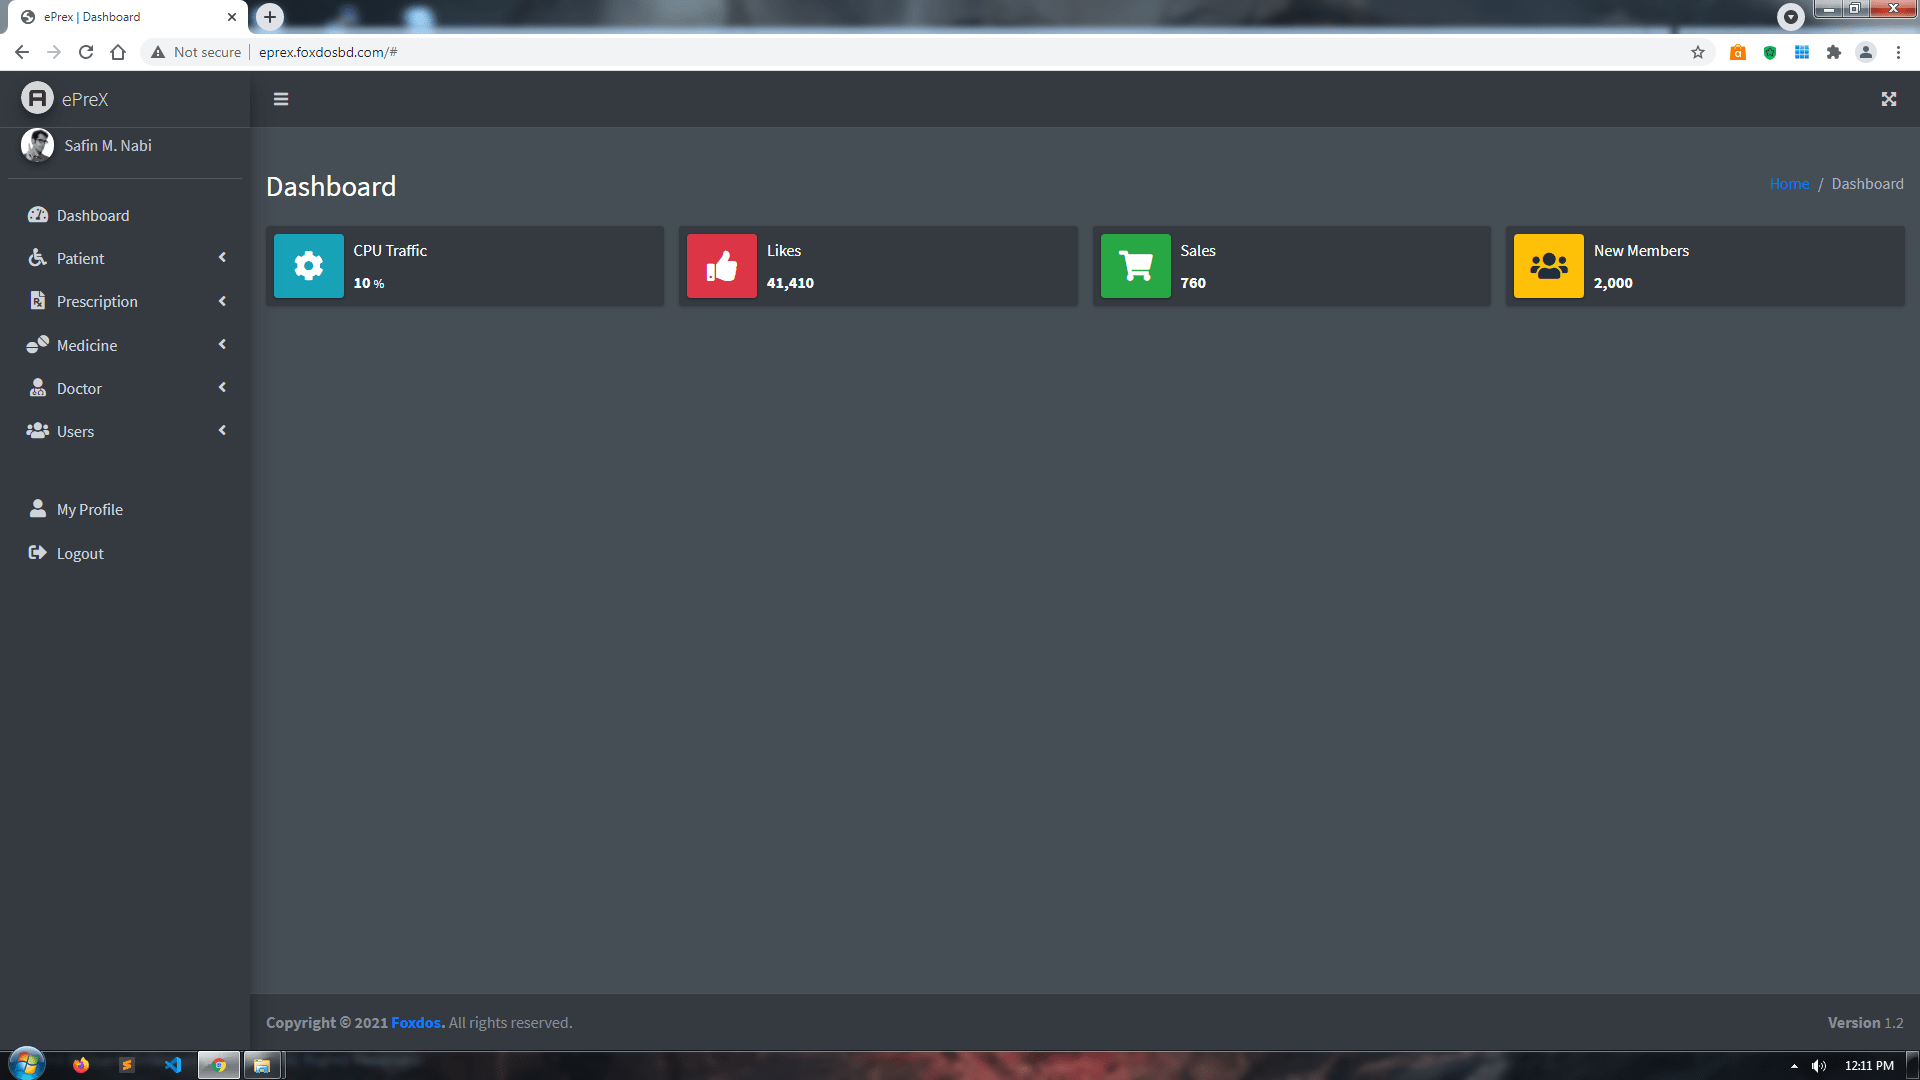 ePrex | Dashboard
Not secure
eprex.foxdosbd.com/#
ePreX
Safin M. Nabi
Dashboard
Patient
Prescription
Medicine
Doctor
Users
My Profile
Logout
Dashboard
Home / Dashboard
CPU Traffic
10 %
Likes
41,410
Sales
760
New Members
2,000
Copyright © 2021 Foxdos. All rights reserved.
Version 1.2
12:11 PM